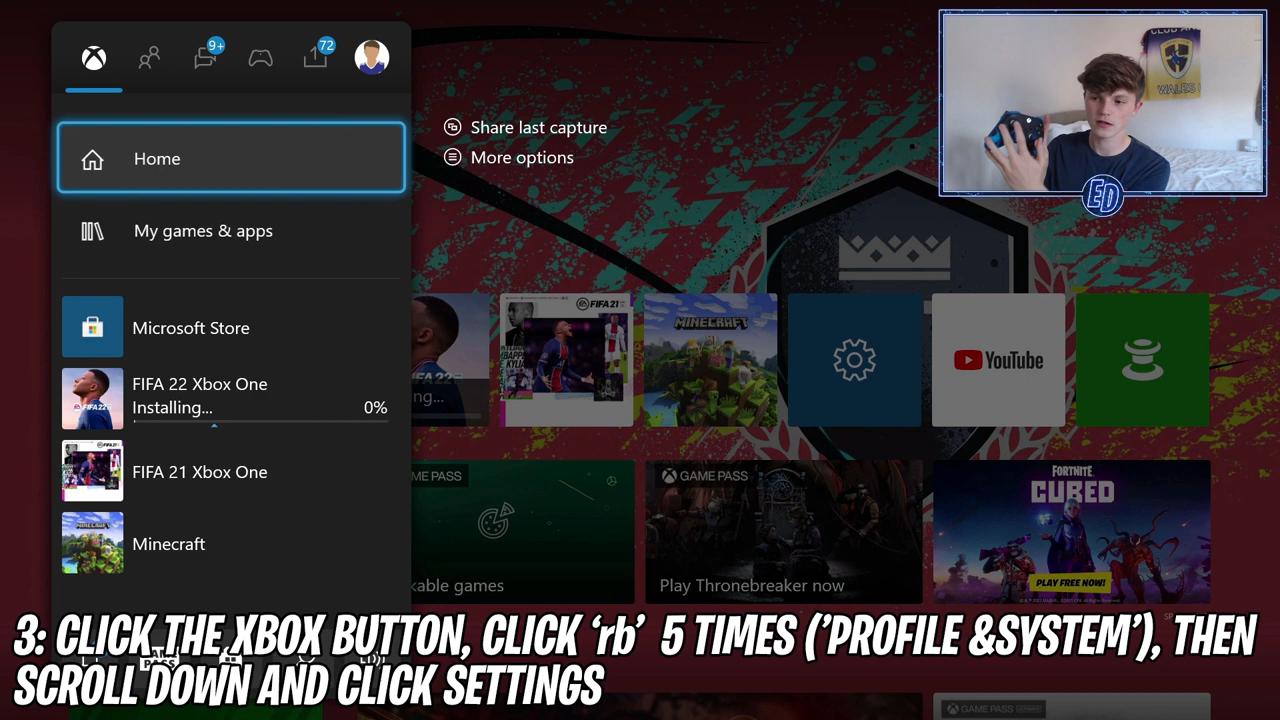 9+
72
Home
My games & apps
Microsoft Store
FIFA 22 Xbox One
Installing...
0%
FIFA 21 Xbox One
Minecraft
Share last capture
More options
WALES
ED
FIFA 21
MINECRAFT
YouTube
ME PASS
kable games
GAME PASS
Play Thronebreaker now
FORTNITE
CUBED
PLAY FREE NOW!
3: CLICK THE XBOX BUTTON, CLICK ‘rb’ 5 TIMES (’PROFILE &SYSTEM’), THEN
SCROLL DOWN AND CLICK SETTINGS
GAME PASS